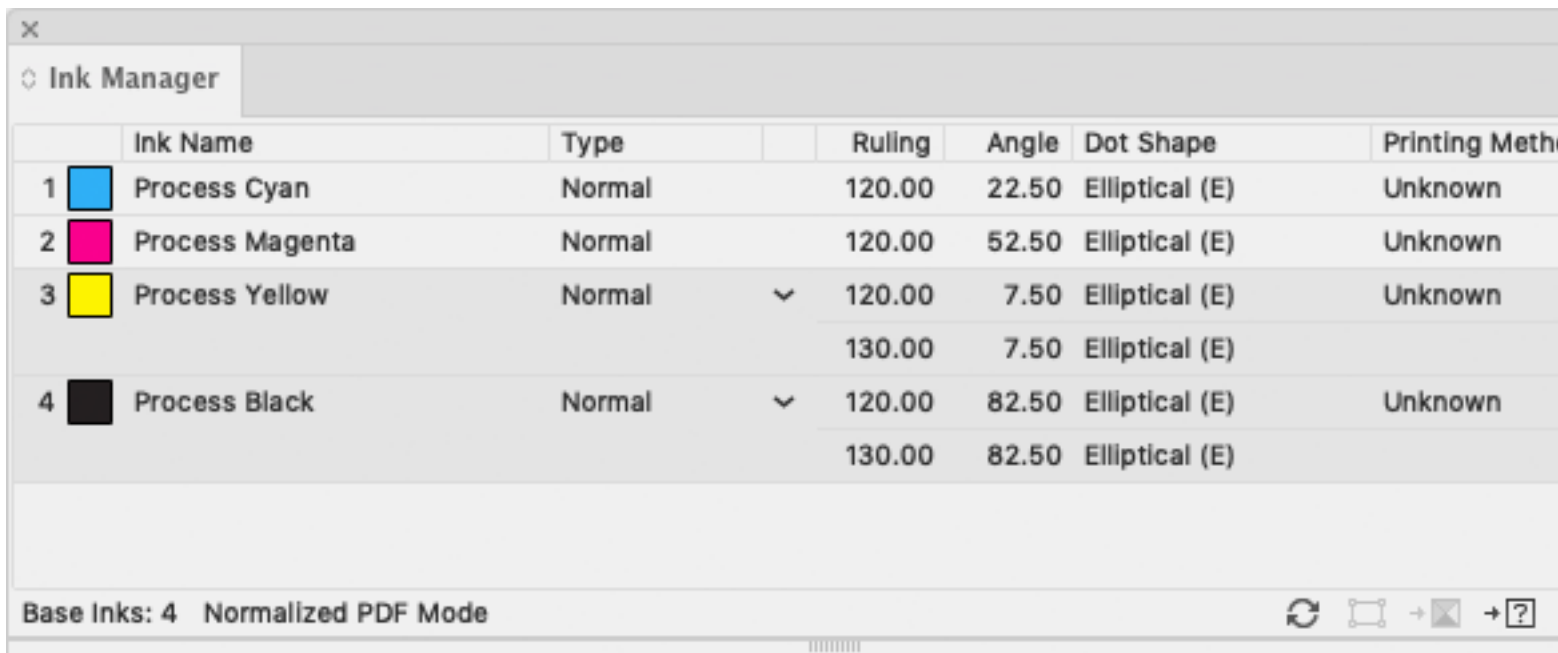 Ink Manager
Ink Name Type Ruling Angle Dot Shape Printing Meth
1 Process Cyan Normal 120.00 22.50 Elliptical (E) Unknown
2 Process Magenta Normal 120.00 52.50 Elliptical (E) Unknown
3 Process Yellow Normal 120.00 7.50 Elliptical (E) Unknown
130.00 7.50 Elliptical (E)
4 Process Black Normal 120.00 82.50 Elliptical (E) Unknown
130.00 82.50 Elliptical (E)
Base Inks: 4 Normalized PDF Mode